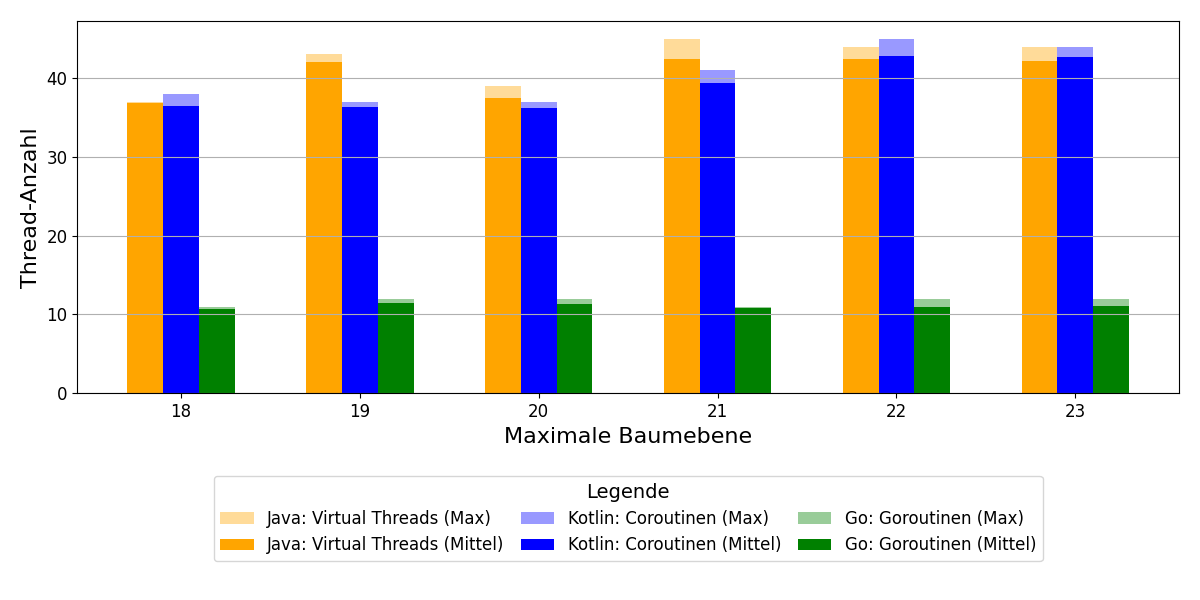 Thread-Anzahl
40
30
20
10
0
18 19 20 21 22 23
Maximale Baumebene
Legende
Java: Virtual Threads (Max) Kotlin: Coroutinen (Max) Go: Goroutinen (Max)
Java: Virtual Threads (Mittel) Kotlin: Coroutinen (Mittel) Go: Goroutinen (Mittel)